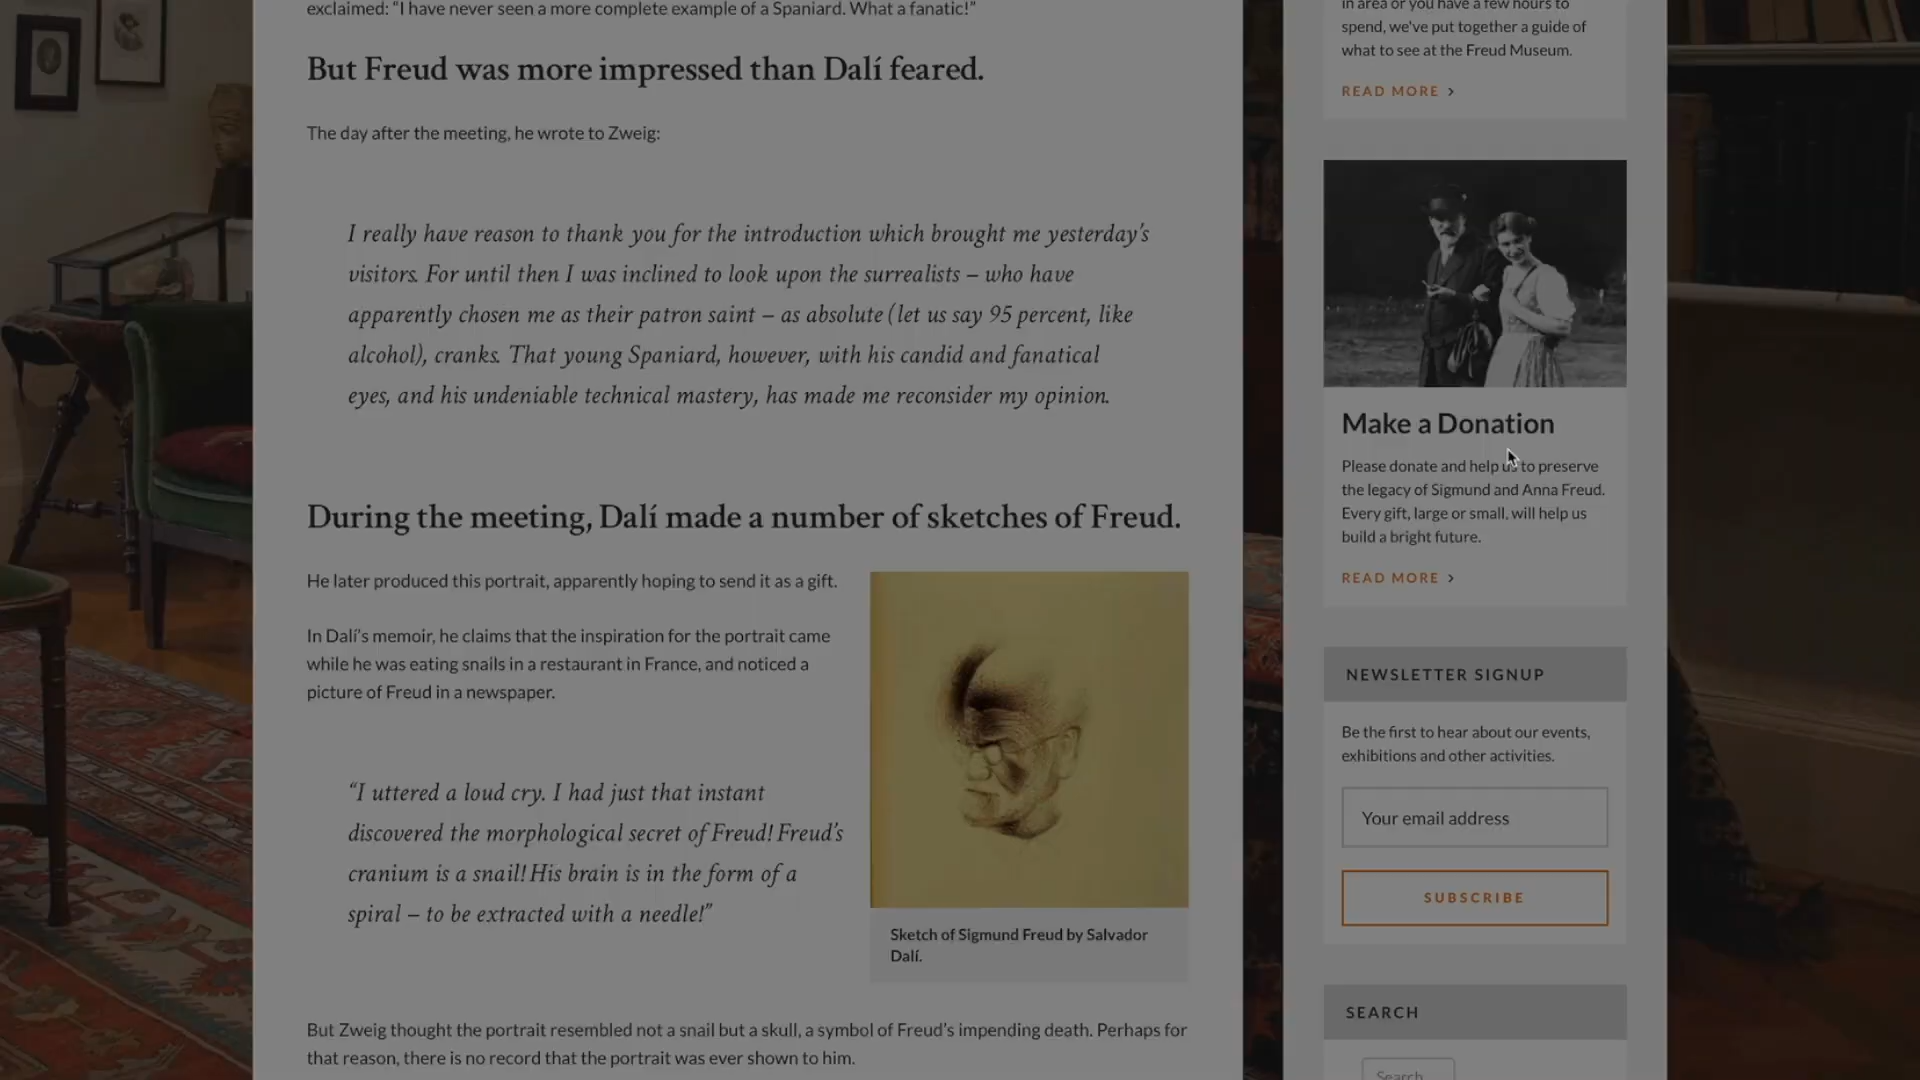 exclaimed: “I have never seen a more complete example of a Spaniard. What a fanatic!”
But Freud was more impressed than Dalí feared.
The day after the meeting, he wrote to Zweig:
I really have reason to thank you for the introduction which brought me yesterday’s
visitors. For until then I was inclined to look upon the surrealists – who have
apparently chosen me as their patron saint – as absolute (let us say 95 percent, like
alcohol), cranks. That young Spaniard, however, with his candid and fanatical
eyes, and his undeniable technical mastery, has made me reconsider my opinion.
During the meeting, Dalí made a number of sketches of Freud.
He later produced this portrait, apparently hoping to send it as a gift.
In Dalí’s memoir, he claims that the inspiration for the portrait came
while he was eating snails in a restaurant in France, and noticed a
picture of Freud in a newspaper.
“I uttered a loud cry. I had just that instant
discovered the morphological secret of Freud! Freud’s
cranium is a snail! His brain is in the form of a
spiral – to be extracted with a needle!”
Sketch of Sigmund Freud by Salvador
Dalí.
But Zweig thought the portrait resembled not a snail but a skull, a symbol of Freud’s impending death. Perhaps for
that reason, there is no record that the portrait was ever shown to him.
in area or you have a few hours to
spend, we've put together a guide of
what to see at the Freud Museum.
READ MORE >
Make a Donation
Please donate and help us to preserve
the legacy of Sigmund and Anna Freud.
Every gift, large or small, will help us
build a bright future.
READ MORE >
NEWSLETTER SIGNUP
Be the first to hear about our events,
exhibitions and other activities.
Your email address
SUBSCRIBE
SEARCH
Search